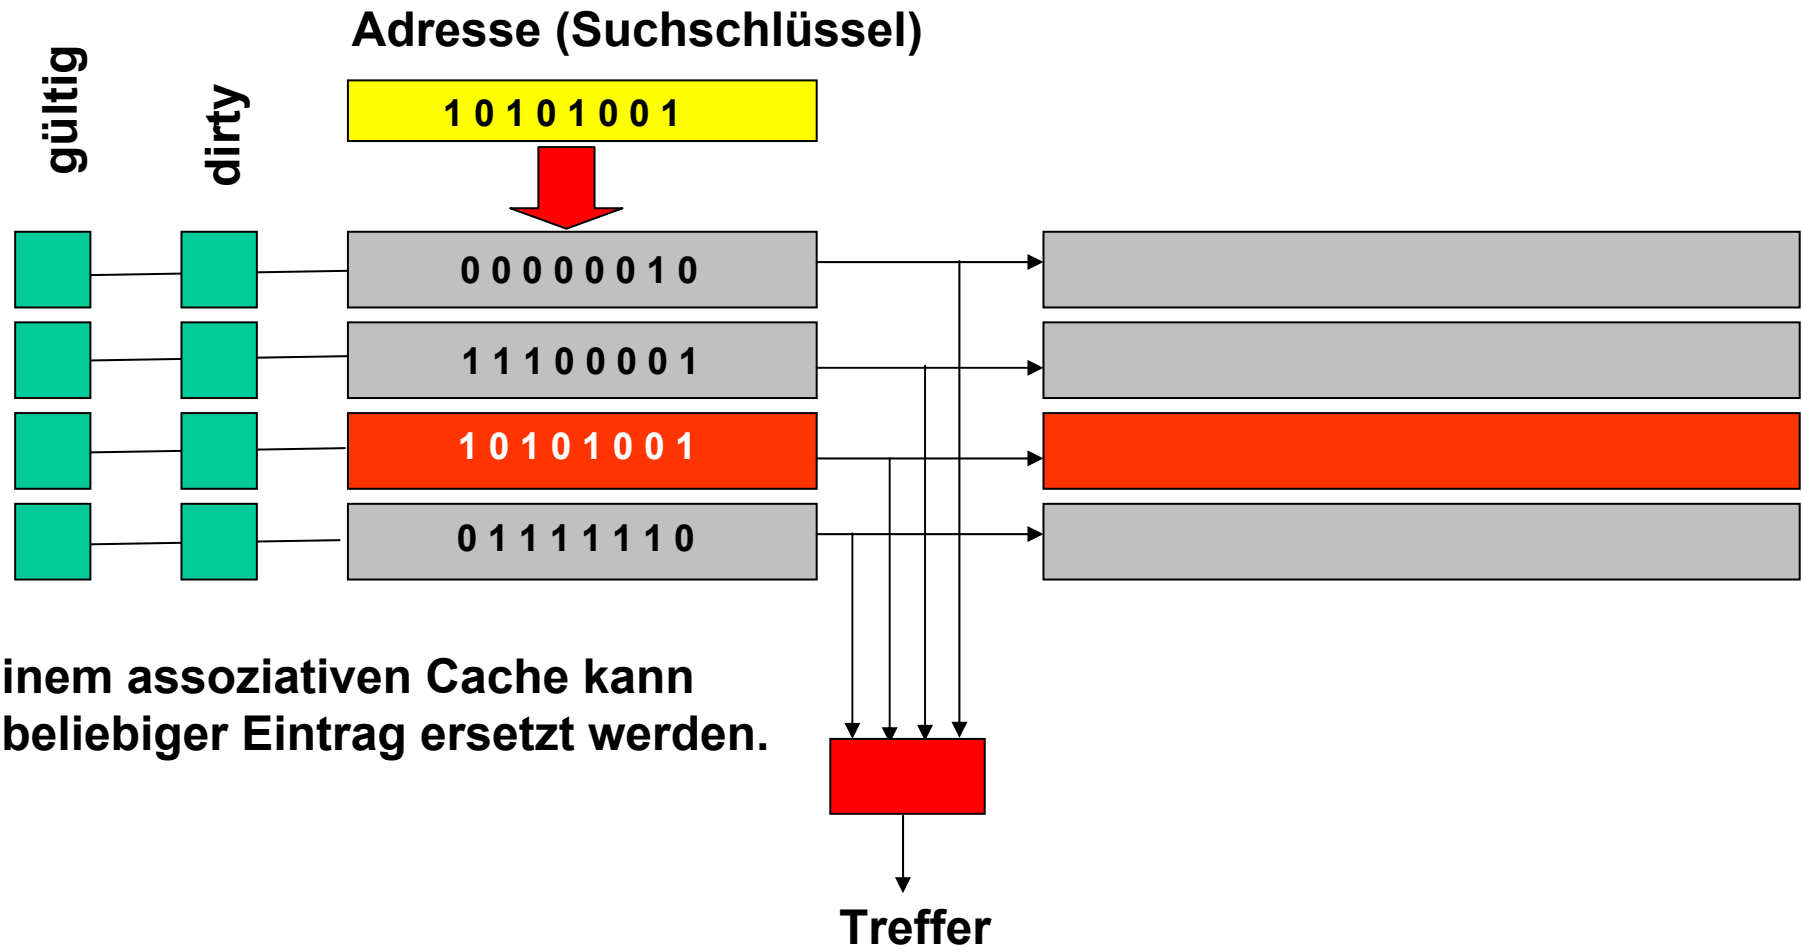 Adresse (Suchschlüssel)
gültig
dirty
1 0 1 0 1 0 0 1
0 0 0 0 0 0 1 0
1 1 1 0 0 0 0 1
1 0 1 0 1 0 0 1
0 1 1 1 1 1 1 0
inem assoziativen Cache kann
beliebiger Eintrag ersetzt werden.
Treffer